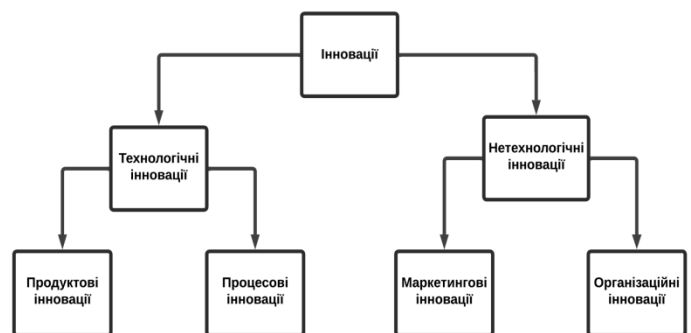 Інновації
Технологічні
інновації
Нетехнологічні
інновації
Продуктові
інновації
Процесові
інновації
Маркетингові
інновації
Організаційні
інновації